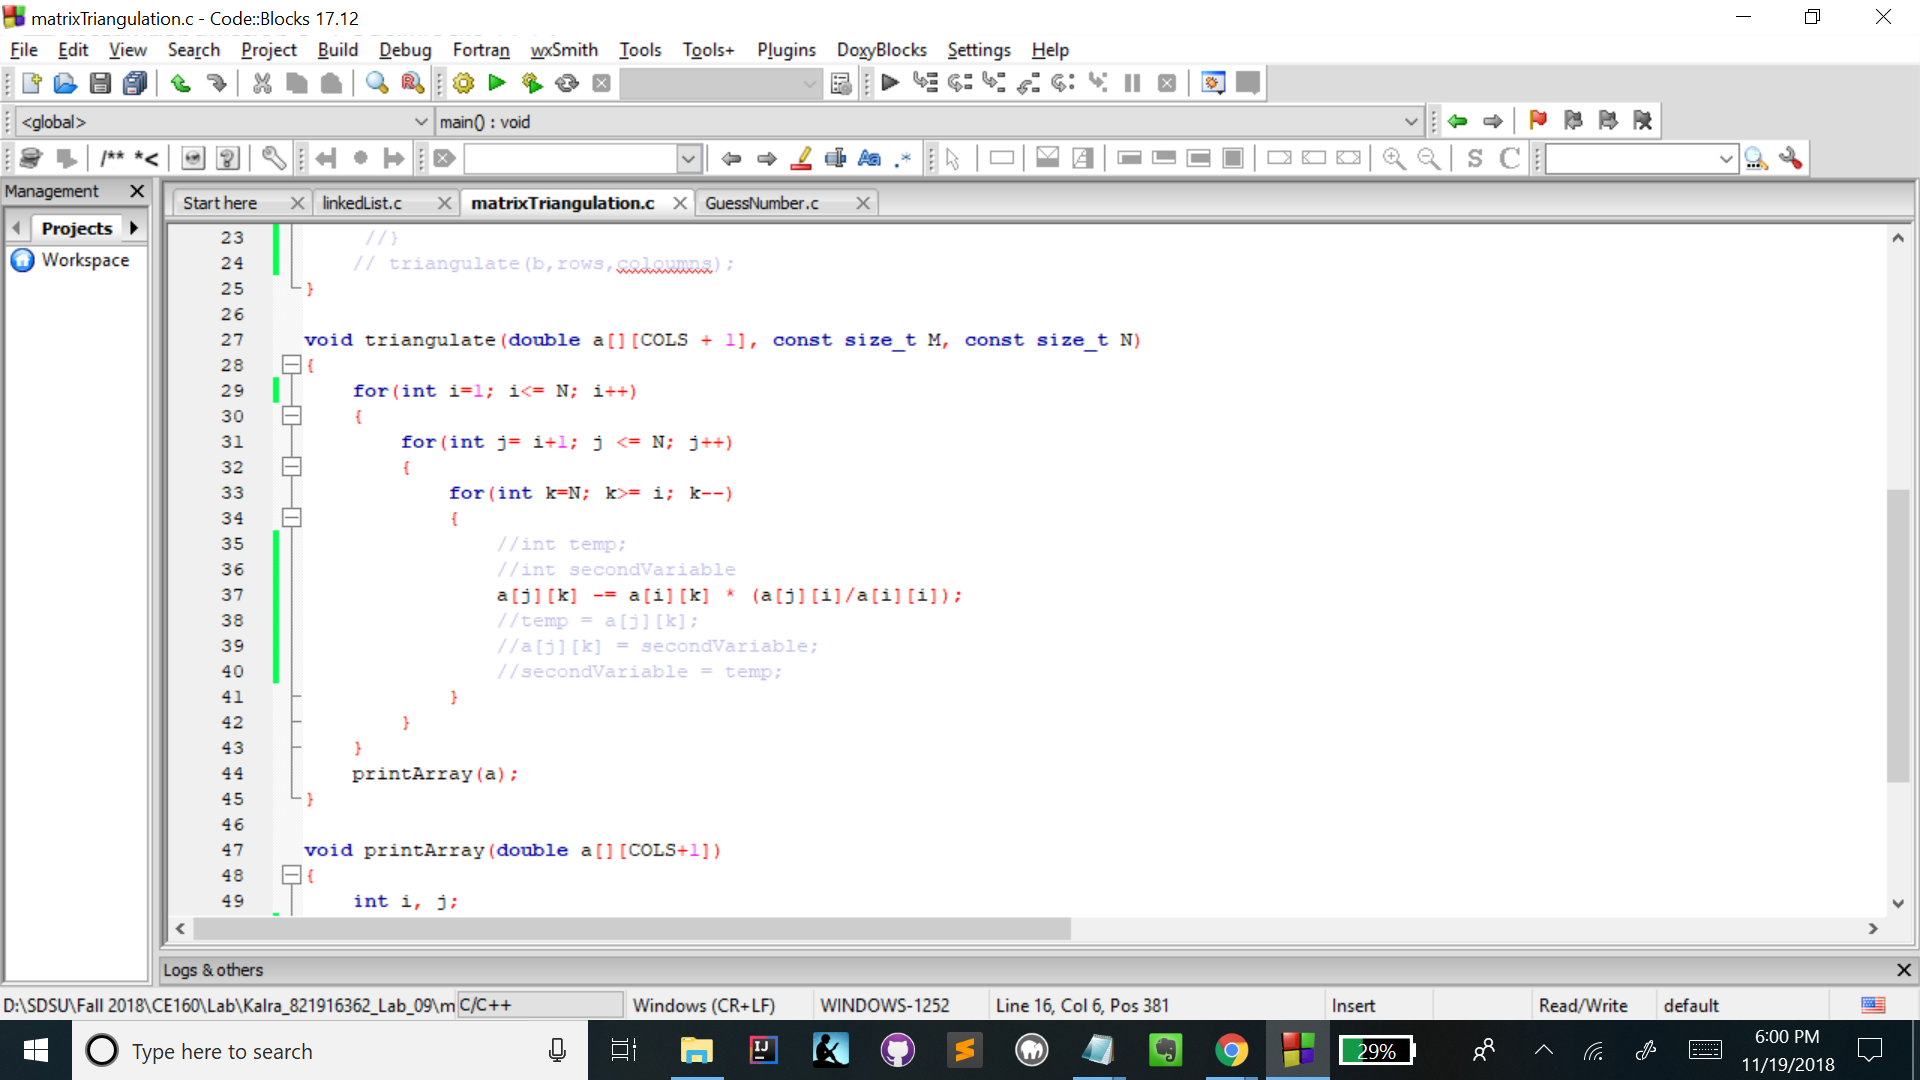 matrixTriangulation.c - Code::Blocks 17.12
File Edit View Search Project Build Debug Fortran wxSmith Tools Tools+ Plugins DoxyBlocks Settings Help
<global> main() : void
/** *<
S C
Management
Start here linkedList.c matrixTriangulation.c GuessNumber.c
Projects
Workspace
23 //}
24 // triangulate(b,rows,coloumns);
25 }
26
27 void triangulate(double a[][COLS + 1], const size_t M, const size_t N)
28 {
29 for(int i=1; i<= N; i++)
30 {
31 for(int j= i+1; j <= N; j++)
32 {
33 for(int k=N; k>= i; k--)
34 {
35 //int temp;
36 //int secondVariable
37 a[j][k] -= a[i][k] * (a[j][i]/a[i][i]);
38 //temp = a[j][k];
39 //a[j][k] = secondVariable;
40 //secondVariable = temp;
41 }
42 }
43 }
44 printArray(a);
45 }
46
47 void printArray(double a[][COLS+1])
48 {
49 int i, j;
Logs & others
D:\SDSU\Fall 2018\CE160\Lab\Kalra_821916362_Lab_09\m C/C++ Windows (CR+LF) WINDOWS-1252 Line 16, Col 6, Pos 381 Insert Read/Write default
Type here to search
29%
6:00 PM
11/19/2018